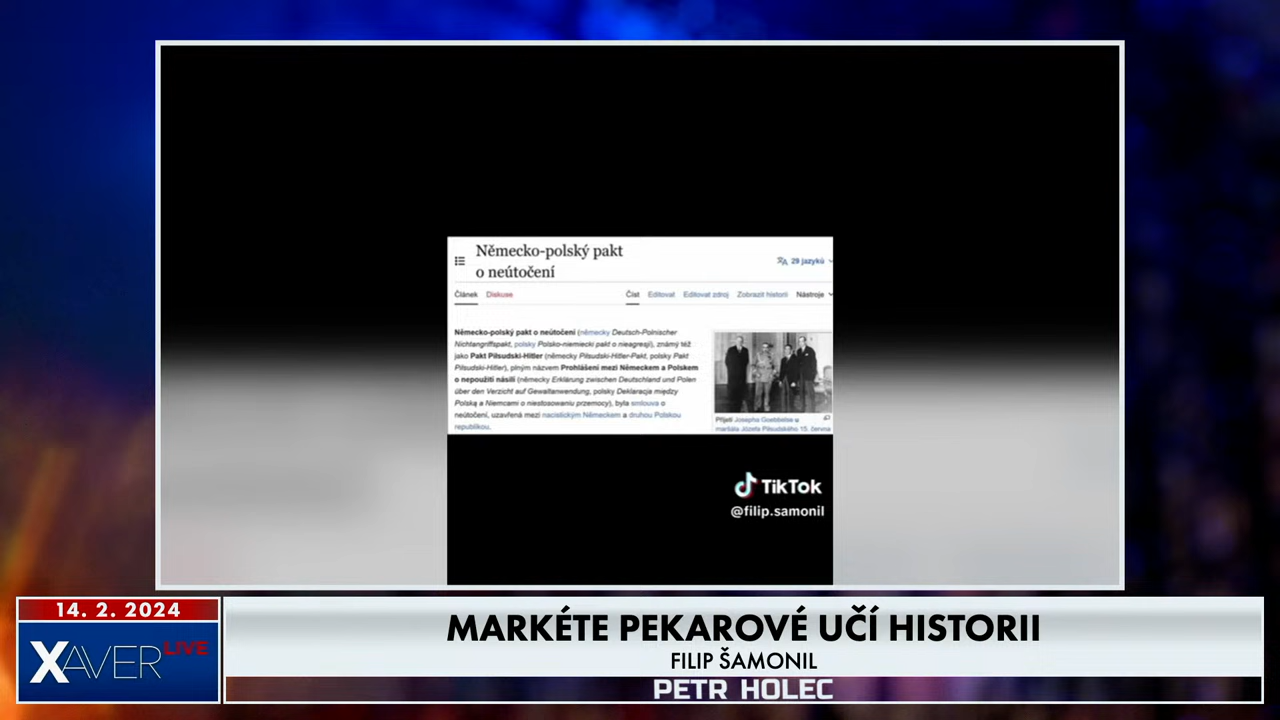 Německo-polský pakt
o neútočení
29 jazyků
Článek Diskuse Číst Editovat Editovat zdroj Zobrazit historii Nástroje
Německo-polský pakt o neútočení (německy Deutsch-Polnischer
Nichtangriffspakt, polsky Polsko-niemiecki pakt o nieagresji), známý též
jako Pakt Pilsudski-Hitler (německy Pilsudski-Hitler-Pakt, polsky Pakt
Piłsudski-Hitler), plným názvem Prohlášení mezi Německem a Polskem
o nepoužití násilí (německy Erklärung zwischen Deutschland und Polen
über den Verzicht auf Gewaltanwendung, polsky Deklaracja między
Polską a Niemcami o niestosowaniu przemocy), byla smlouva o
neútočení, uzavřená mezi nacistickým Německem a druhou Polskou
republikou.
Přijetí Josepha Goebbelse u
maršála Józefa Piłsudského 15. června
TikTok
@filip.samonil
14. 2. 2024
XAVER LIVE
MARKÉTE PEKAROVÉ UČÍ HISTORII
FILIP ŠAMONIL
PETR HOLEC